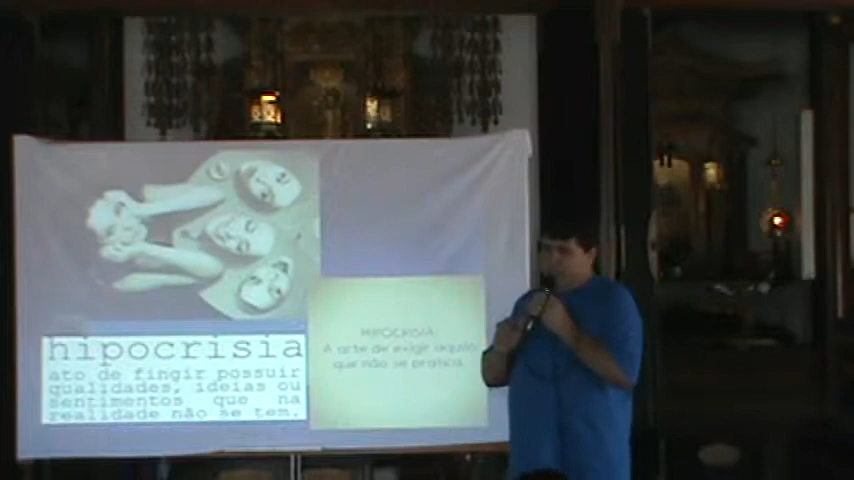 hipocrisia
ato de fingir possuir
qualidades, ideias ou
sentimentos que na
realidade não se tem.
HIPOCRISIA:
A arte de exigir aquilo
que não se pratica.